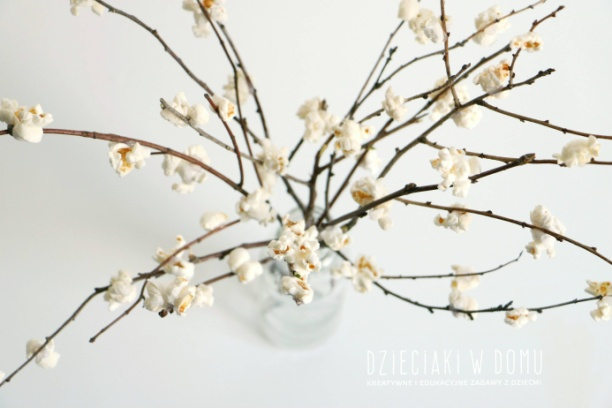 DZIECIAKI W DOMU
KREATYWNE I EDUKACYJNE ZABAWY Z DZIEĆMI